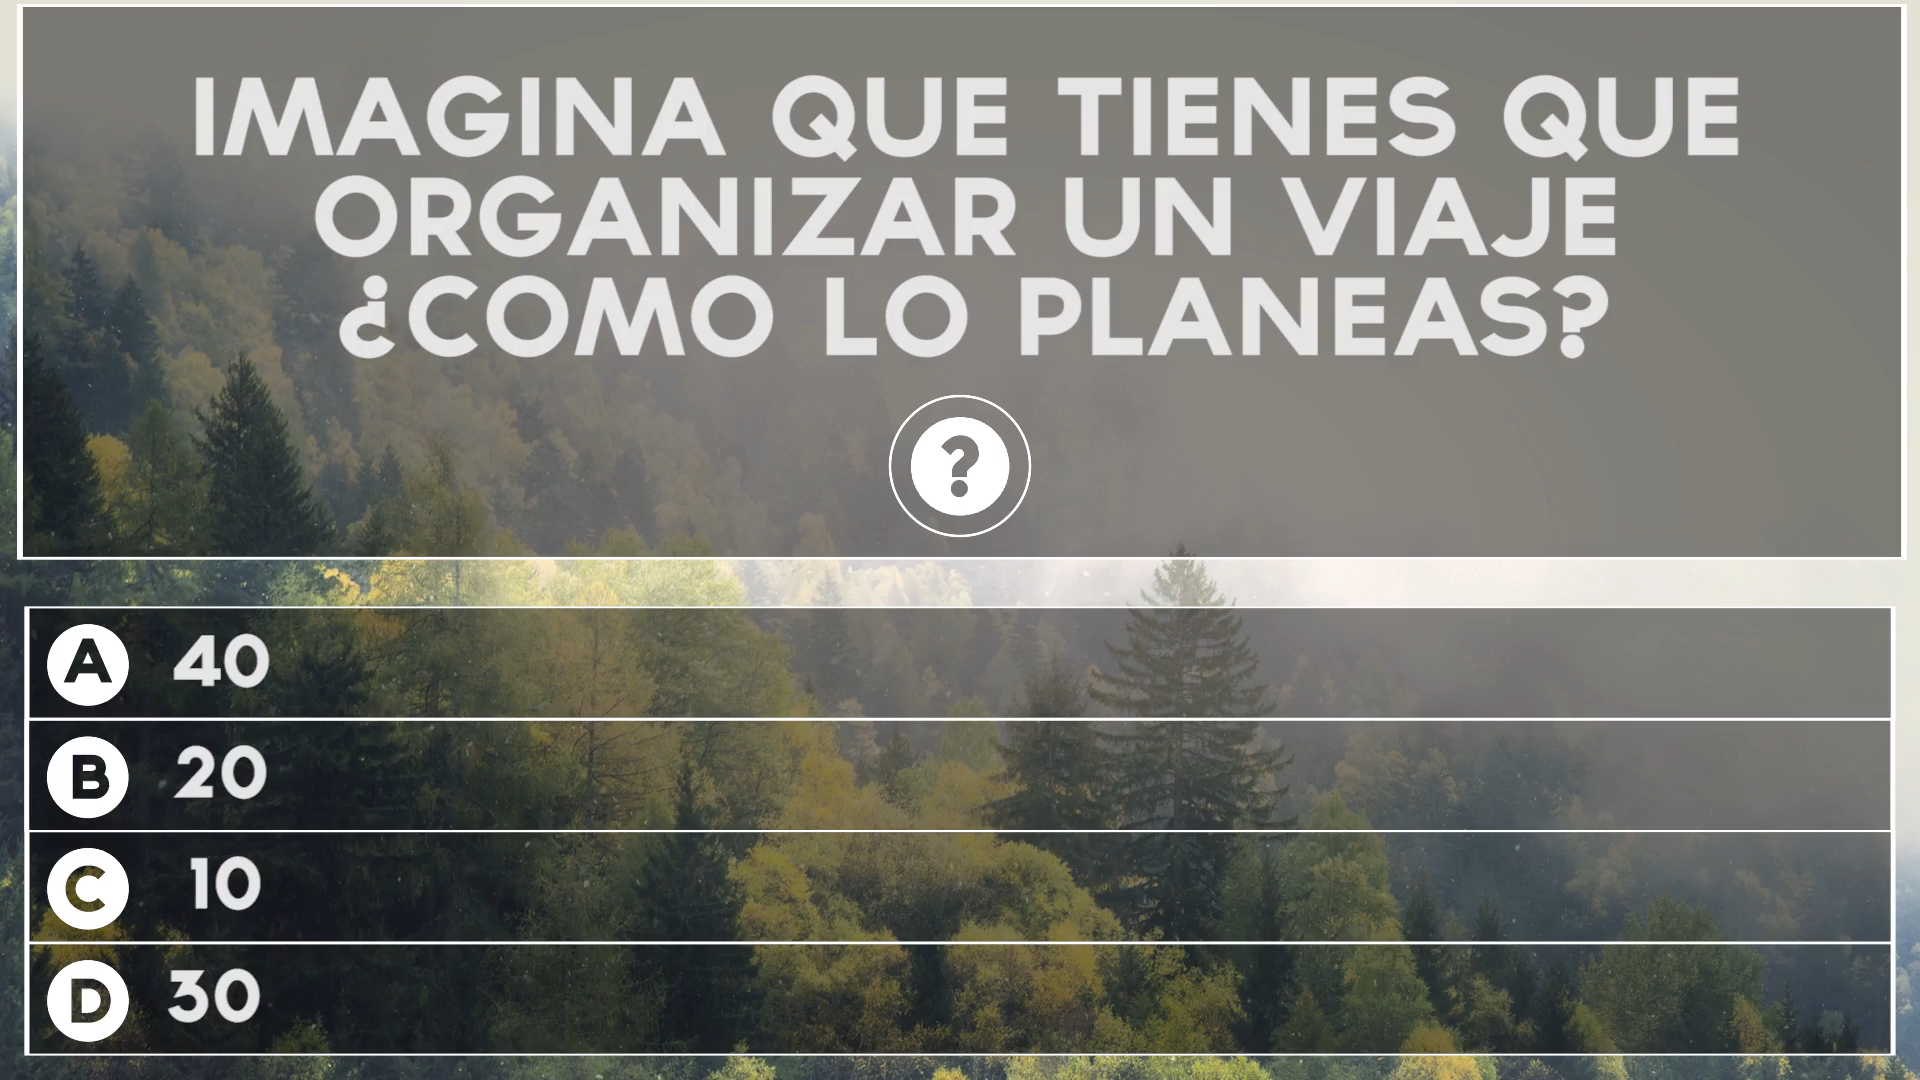 IMAGINA QUE TIENES QUE
ORGANIZAR UN VIAJE
¿COMO LO PLANEAS?
?
A 40
B 20
C 10
D 30